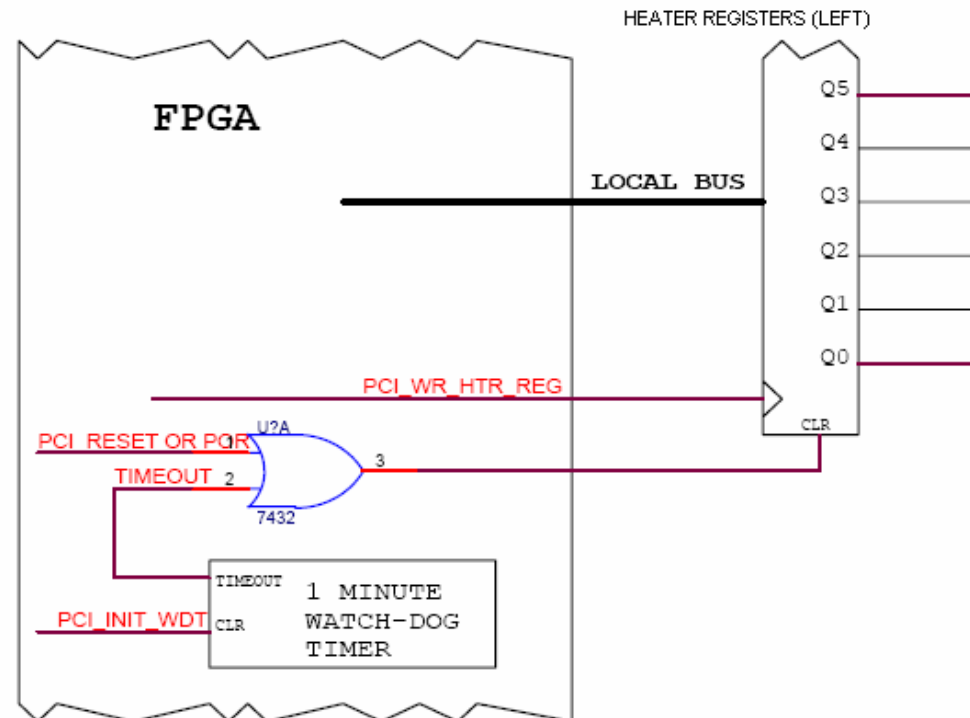 HEATER REGISTERS (LEFT)
FPGA
Q5
Q4
LOCAL BUS
Q3
Q2
Q1
Q0
PCI_WR_HTR_REG
CLR
U?A
PCI_RESET OR POR
1
3
TIMEOUT
2
7432
TIMEOUT
1 MINUTE
WATCH-DOG
TIMER
PCI_INIT_WDT
CLR